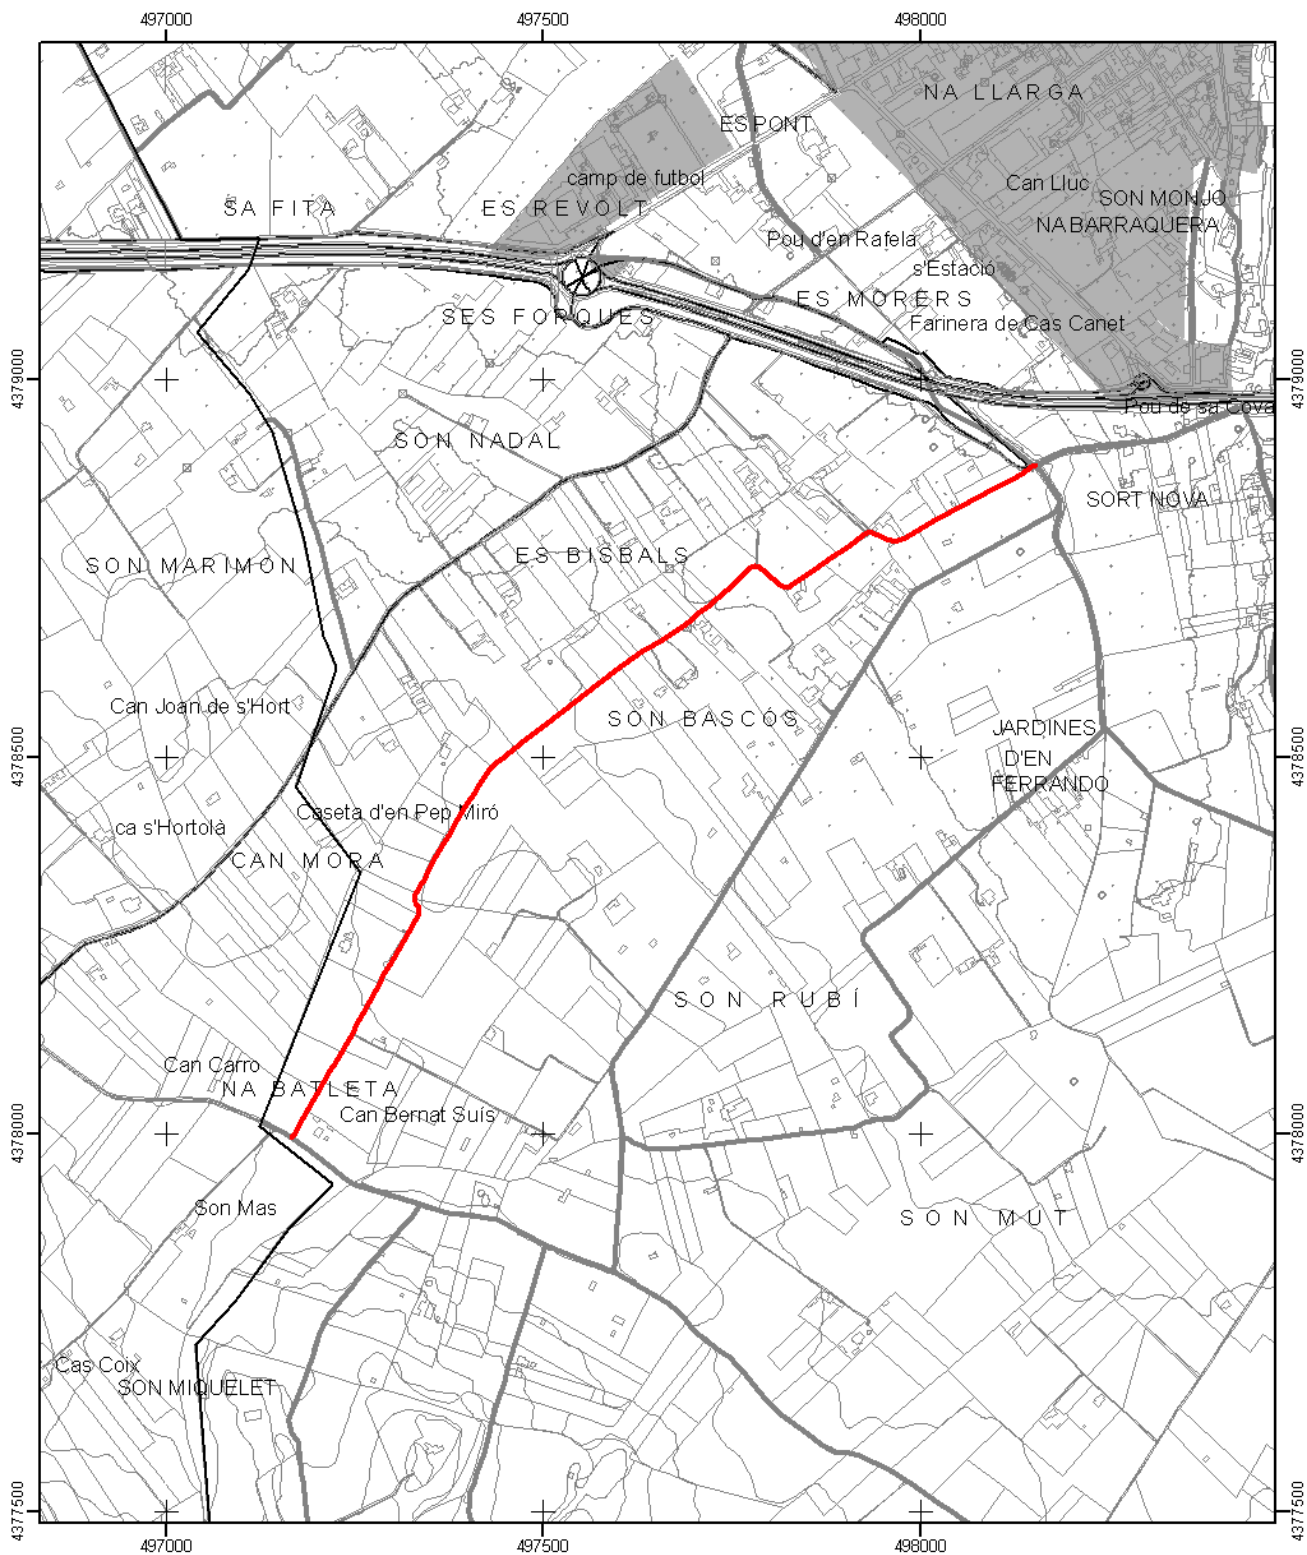 497000
497500
498000
NA LLARGA
ES PONT
camp de futbol
Can Lluc
SON MONJO
SA FITA
ES REVOLT
NABARRAQUERA
Pou d'en Rafela
s'Estació
ES MORERS
SES FORQUES
Farinera de Cas Canet
4379000
4379000
Pou de sa Cova
SON NADAL
SORT NOVA
ES BISBALS
SON MARIMÓN
Can Joan de s'Hort
SON BASCÓS
JARDINES
D'EN
FERRANDO
4378500
4378500
Caseta d'en Pep Miró
ca s'Hortolà
CAN MORA
SON RUBÍ
Can Carro
NA BATLETA
Can Bernat Suís
4378000
4378000
Son Mas
SON MUT
Cas Coix
SON MIQUELET
4377500
4377500
497000
497500
498000